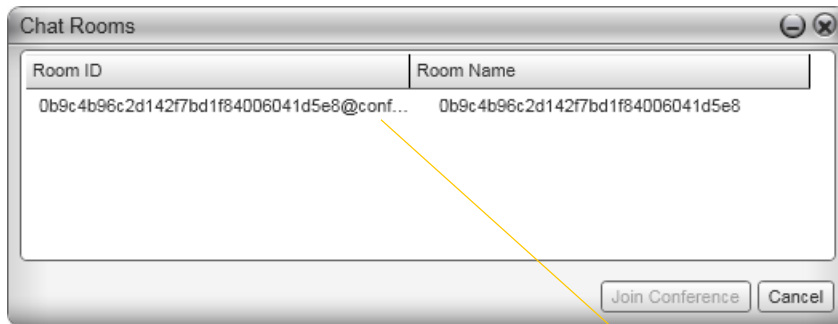 Chat Rooms
Room ID Room Name
0b9c4b96c2d142f7bd1f84006041d5e8@conf... 0b9c4b96c2d142f7bd1f84006041d5e8
Join Conference Cancel